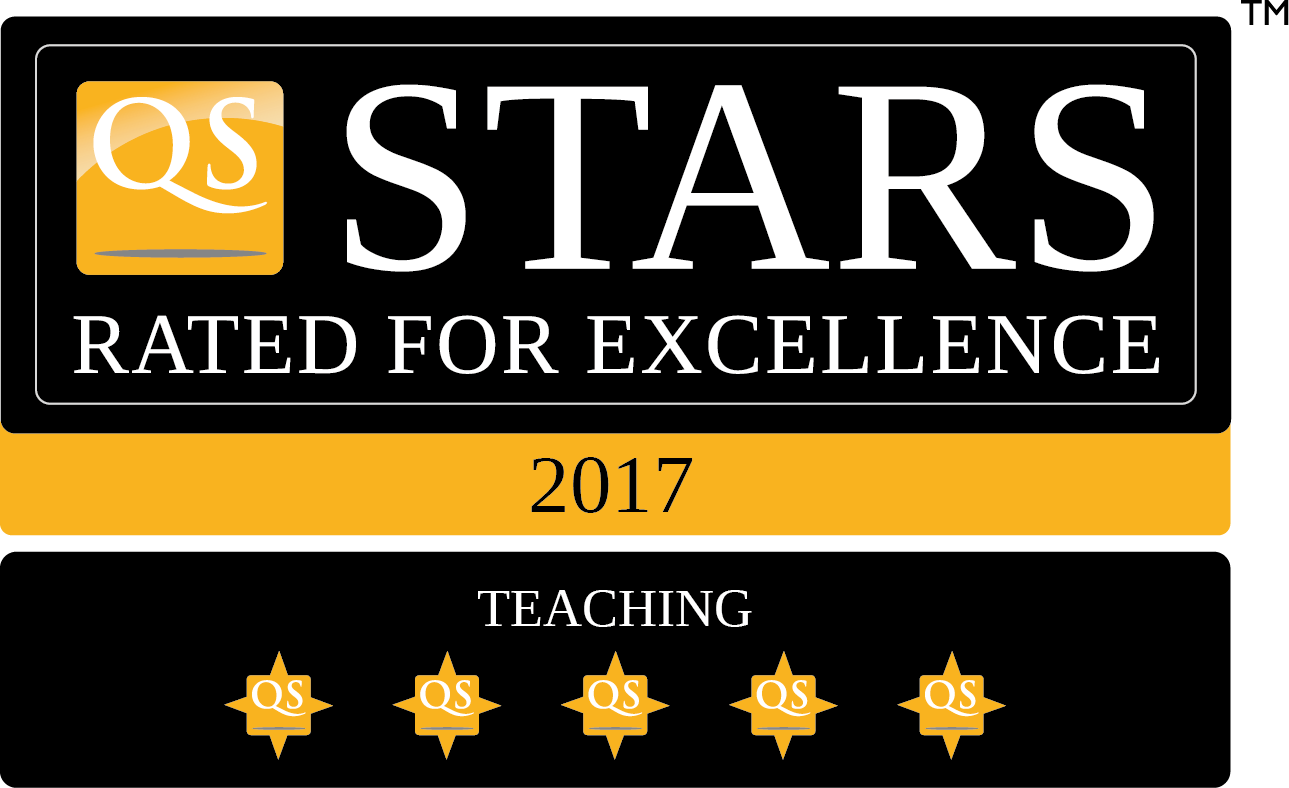 ™
QS STARS
RATED FOR EXCELLENCE
2017
TEACHING
QS QS QS QS QS